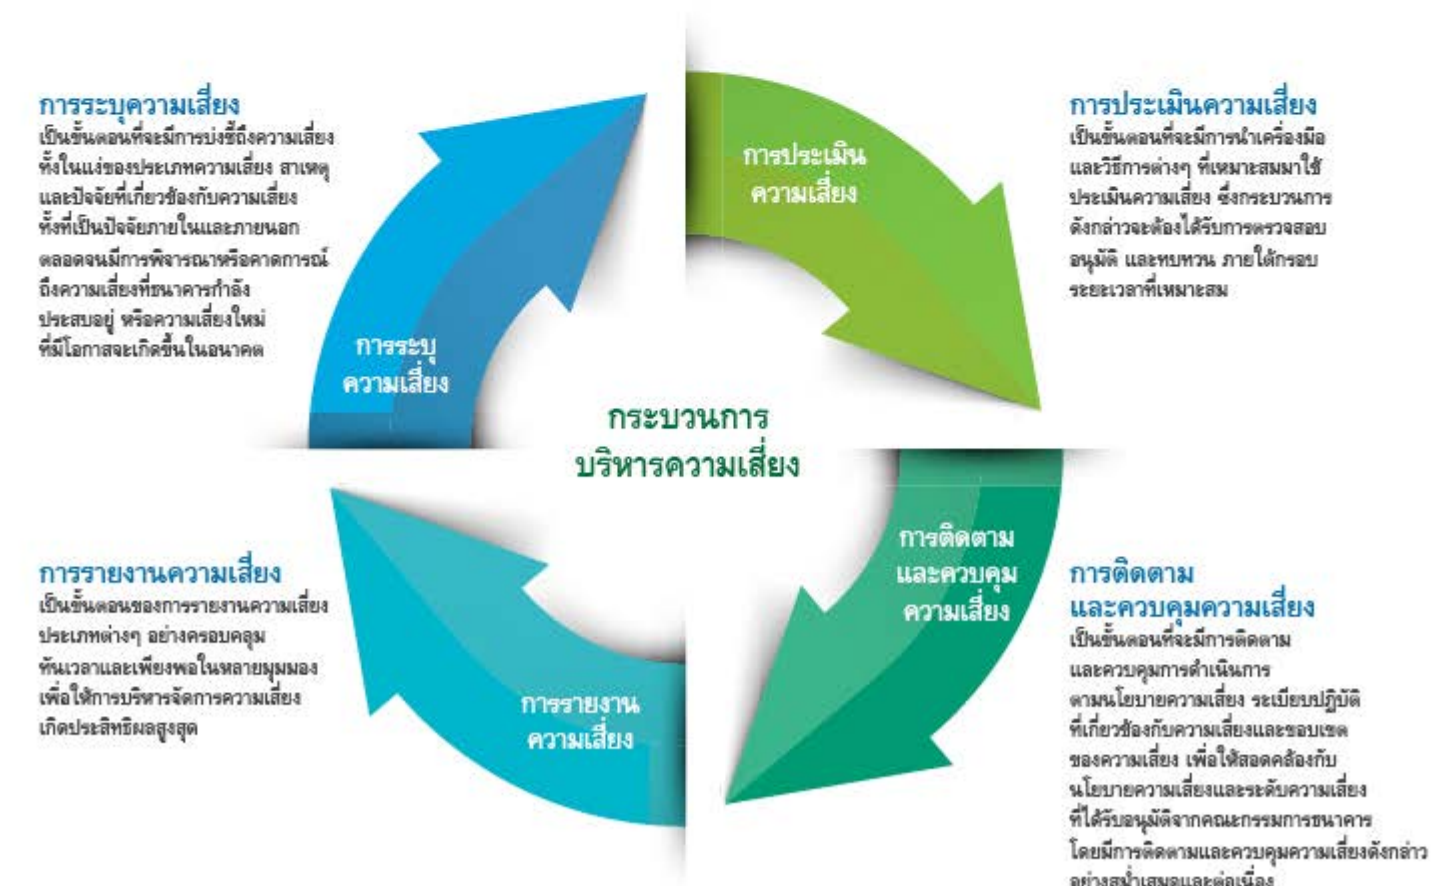 การระบุความเสี่ยง
เป็นขั้นตอนที่จะมีการบ่งชี้ถึงความเสี่ยง
ทั้งในแง่ของประเภทความเสี่ยง สาเหตุ
และปัจจัยที่เกี่ยวข้องกับความเสี่ยง
ทั้งที่เป็นปัจจัยภายในและภายนอก
ตลอดจนมีการพิจารณาหรือคาดการณ์
ถึงความเสี่ยงที่ธนาคารกำลัง
ประสบอยู่ หรือความเสี่ยงใหม่
ที่มีโอกาสจะเกิดขึ้นในอนาคต
การระบุ
ความเสี่ยง
การประเมิน
ความเสี่ยง
การประเมินความเสี่ยง
เป็นขั้นตอนที่จะมีการนำเครื่องมือ
และวิธีการต่างๆ ที่เหมาะสมมาใช้
ประเมินความเสี่ยง ซึ่งกระบวนการ
ดังกล่าวจะต้องได้รับการตรวจสอบ
อนุมัติ และทบทวน ภายใต้กรอบ
ระยะเวลาที่เหมาะสม
กระบวนการ
บริหารความเสี่ยง
การรายงานความเสี่ยง
เป็นขั้นตอนของการรายงานความเสี่ยง
ประเภทต่างๆ อย่างครอบคลุม
ทันเวลาและเพียงพอในหลายมุมมอง
เพื่อให้การบริหารจัดการความเสี่ยง
เกิดประสิทธิผลสูงสุด
การรายงาน
ความเสี่ยง
การติดตาม
และควบคุม
ความเสี่ยง
การติดตาม
และควบคุมความเสี่ยง
เป็นขั้นตอนที่จะมีการติดตาม
และควบคุมการดำเนินการ
ตามนโยบายความเสี่ยง ระเบียบปฏิบัติ
ที่เกี่ยวข้องกับความเสี่ยงและขอบเขต
ของความเสี่ยง เพื่อให้สอดคล้องกับ
นโยบายความเสี่ยงและระดับความเสี่ยง
ที่ได้รับอนุมัติจากคณะกรรมการธนาคาร
โดยมีการติดตามและควบคุมความเสี่ยงดังกล่าว
อย่างสม่ำเสมอและต่อเนื่อง